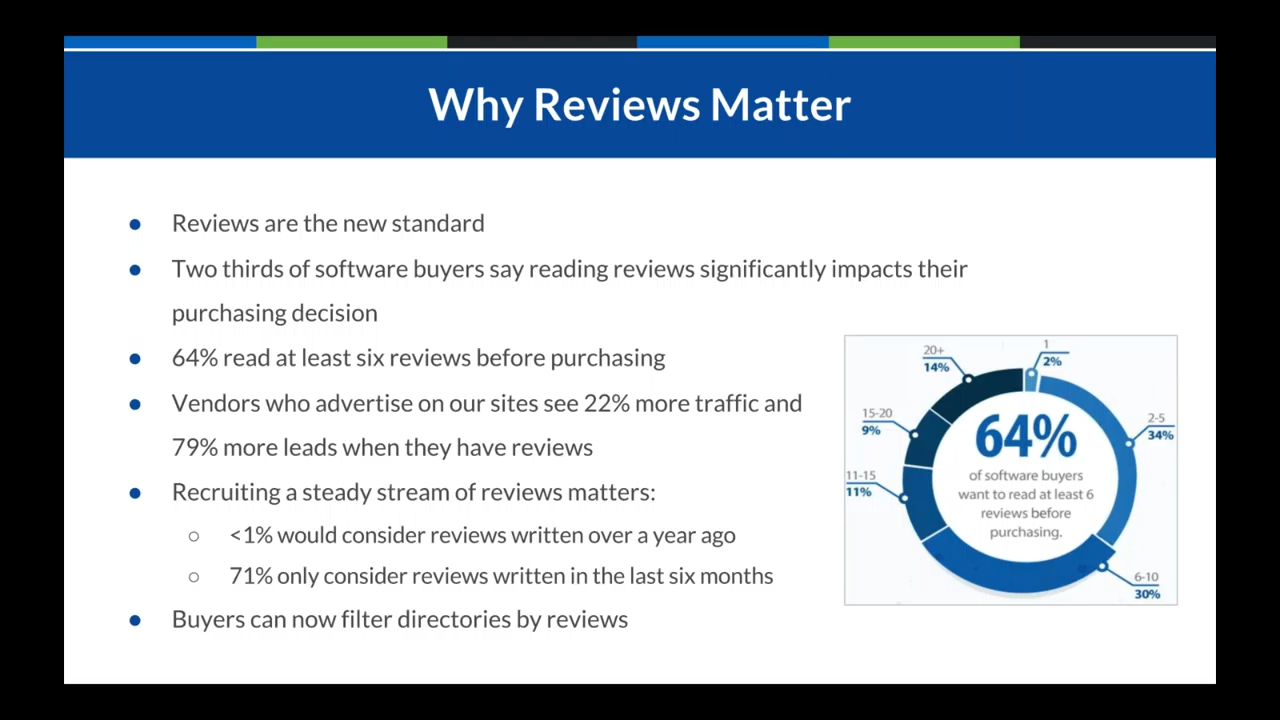 Why Reviews Matter
● Reviews are the new standard
● Two thirds of software buyers say reading reviews significantly impacts their
purchasing decision
● 64% read at least six reviews before purchasing
● Vendors who advertise on our sites see 22% more traffic and
79% more leads when they have reviews
● Recruiting a steady stream of reviews matters:
○ <1% would consider reviews written over a year ago
○ 71% only consider reviews written in the last six months
● Buyers can now filter directories by reviews
20+
14%
1
2%
15-20
9%
2-5
34%
11-15
11%
6-10
30%
64%
of software buyers
want to read at least 6
reviews before
purchasing.